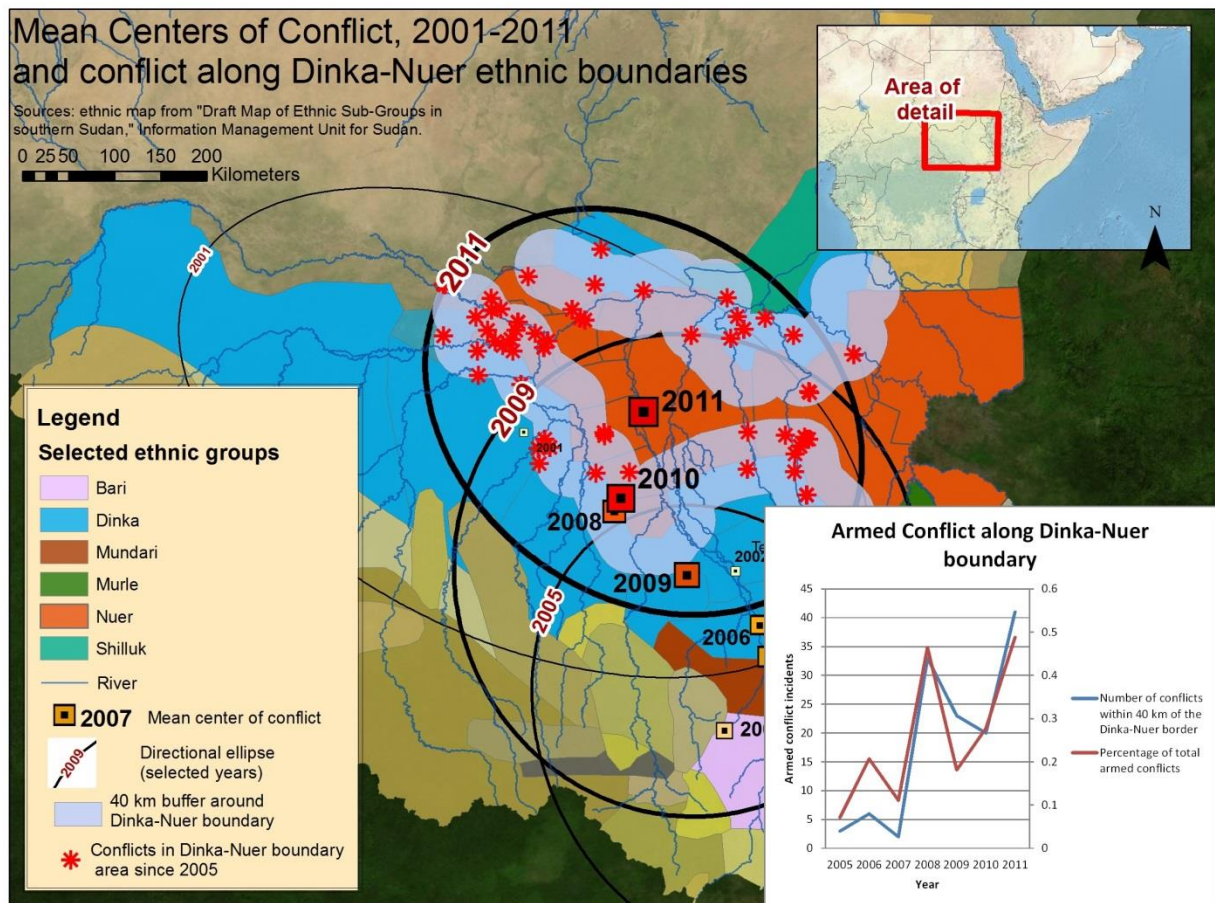 Mean Centers of Conflict, 2001-2011
and conflict along Dinka-Nuer ethnic boundaries
Sources: ethnic map from "Draft Map of Ethnic Sub-Groups in
southern Sudan," Information Management Unit for Sudan.
0 25 50 100 150 200
Kilometers
Area of
detail
N
2001
2011
2009
2005
2011
2001
2010
2008
2009
2002
2006
Legend
Selected ethnic groups
Bari
Dinka
Mundari
Murle
Nuer
Shilluk
River
2007 Mean center of conflict
2009
Directional ellipse
(selected years)
40 km buffer around
Dinka-Nuer boundary
Conflicts in Dinka-Nuer boundary
area since 2005
Armed Conflict along Dinka-Nuer
boundary
Armed conflict incidents
45
40
35
30
25
20
15
10
5
0
0.6
0.5
0.4
0.3
0.2
0.1
0
2005 2006 2007 2008 2009 2010 2011
Year
Number of conflicts
within 40 km of the
Dinka-Nuer border
Percentage of total
armed conflicts